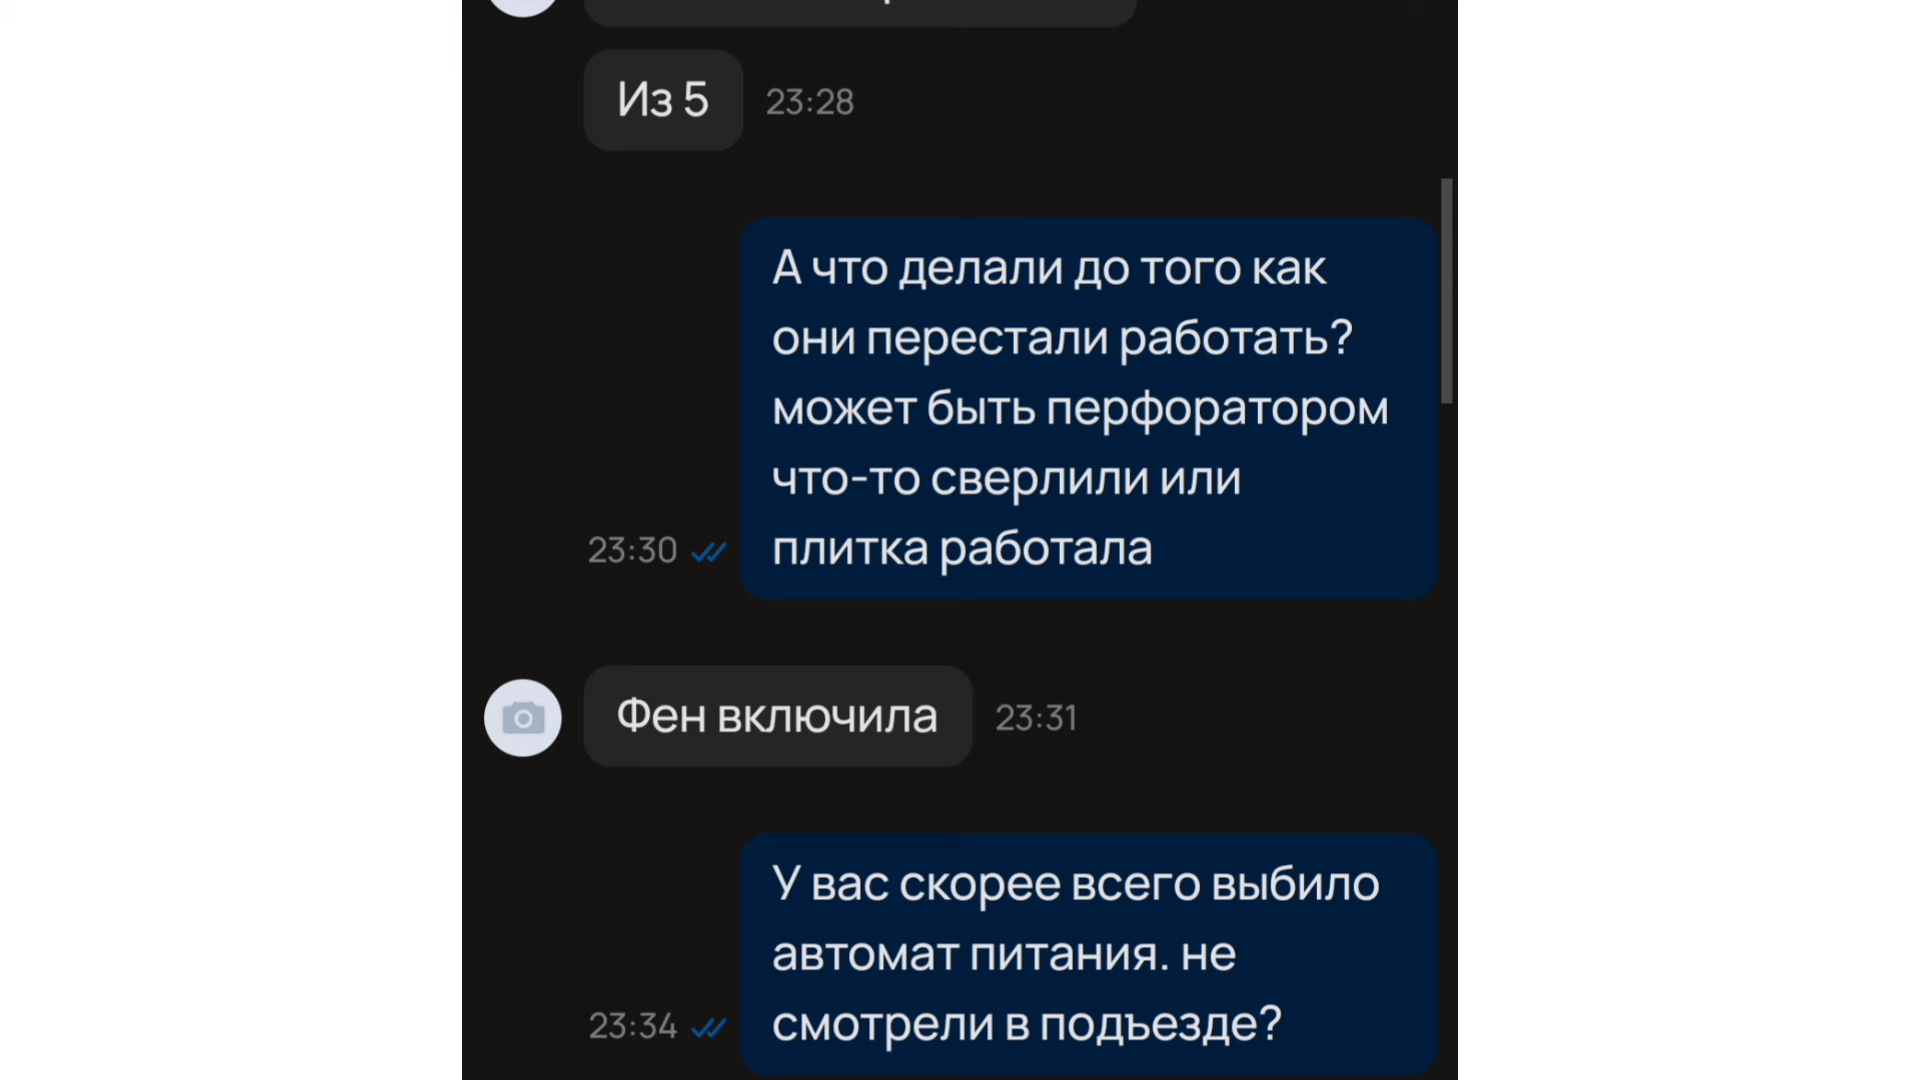 Из 5
23:28
А что делали до того как
они перестали работать?
может быть перфоратором
что-то сверлили или
плитка работала
23:30
Фен включила
23:31
У вас скорее всего выбило
автомат питания. не
смотрели в подъезде?
23:34